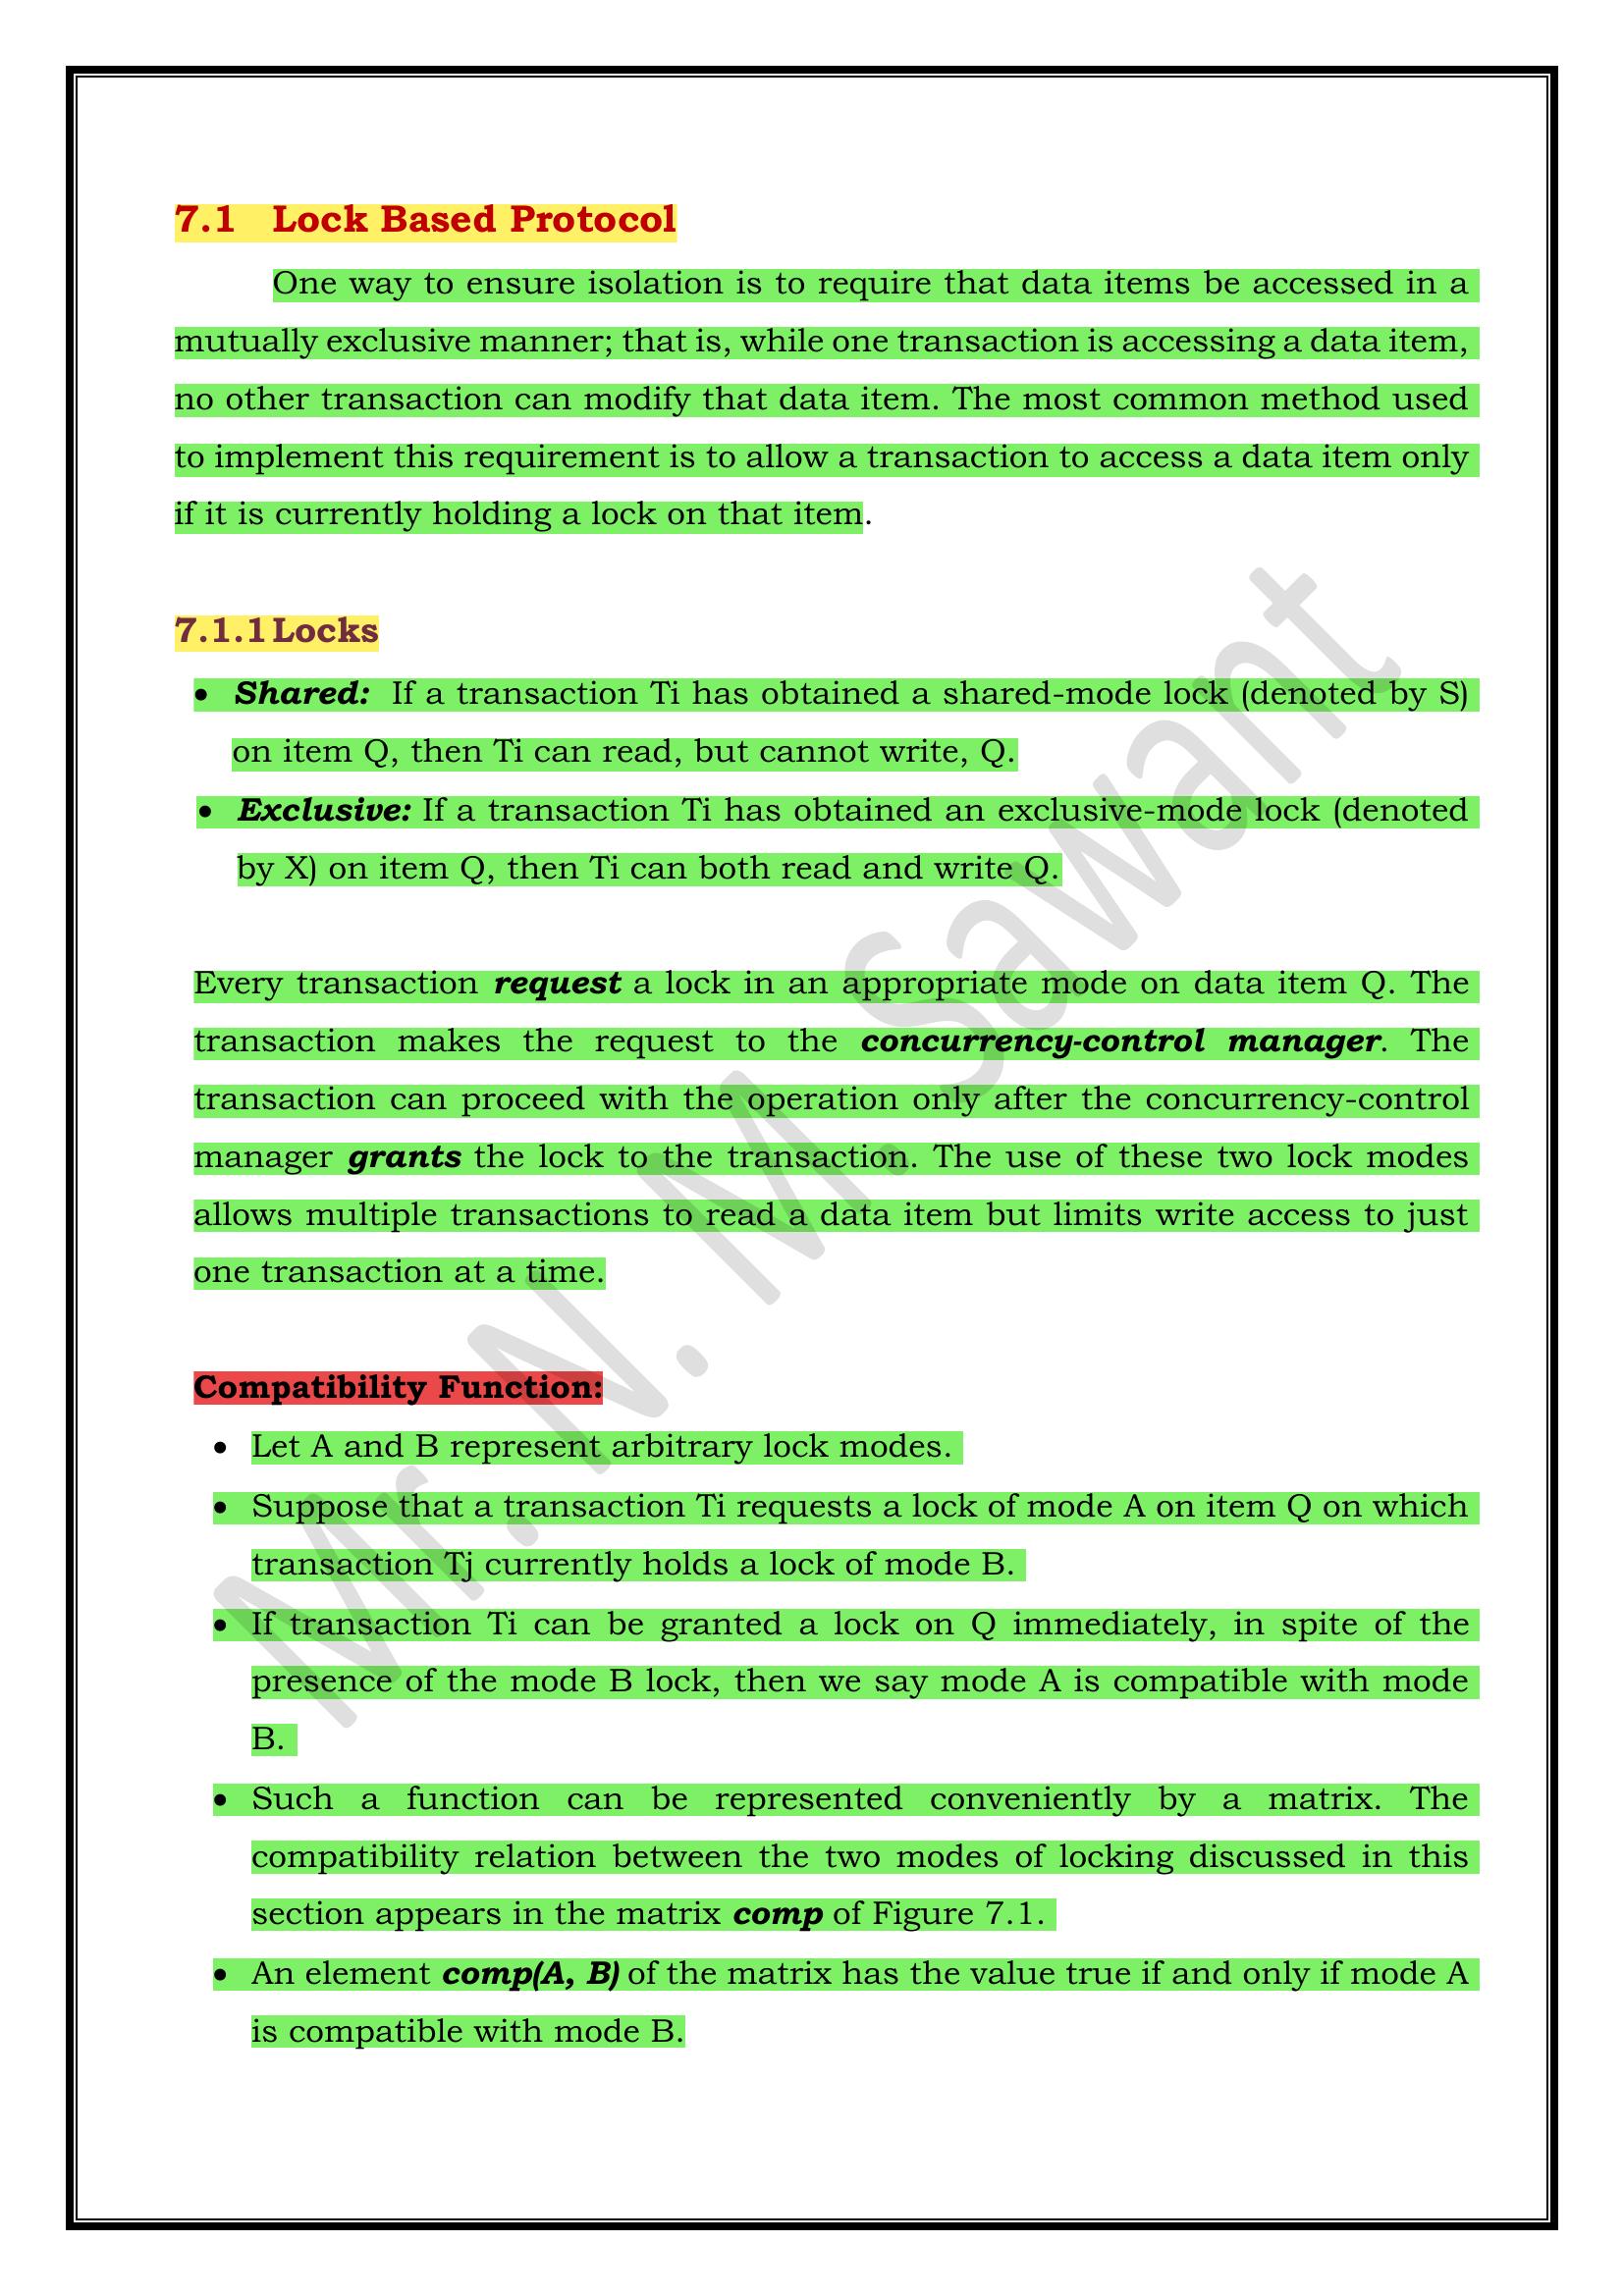 7.1 Lock Based Protocol
One way to ensure isolation is to require that data items be accessed in a
mutually exclusive manner; that is, while one transaction is accessing a data item,
no other transaction can modify that data item. The most common method used
to implement this requirement is to allow a transaction to access a data item only
if it is currently holding a lock on that item.
7.1.1 Locks
• Shared: If a transaction Ti has obtained a shared-mode lock (denoted by S)
on item Q, then Ti can read, but cannot write, Q.
• Exclusive: If a transaction Ti has obtained an exclusive-mode lock (denoted
by X) on item Q, then Ti can both read and write Q.
Every transaction request a lock in an appropriate mode on data item Q. The
transaction makes the request to the concurrency-control manager. The
transaction can proceed with the operation only after the concurrency-control
manager grants the lock to the transaction. The use of these two lock modes
allows multiple transactions to read a data item but limits write access to just
one transaction at a time.
Compatibility Function:
• Let A and B represent arbitrary lock modes.
• Suppose that a transaction Ti requests a lock of mode A on item Q on which
transaction Tj currently holds a lock of mode B.
• If transaction Ti can be granted a lock on Q immediately, in spite of the
presence of the mode B lock, then we say mode A is compatible with mode
B.
• Such a function can be represented conveniently by a matrix. The
compatibility relation between the two modes of locking discussed in this
section appears in the matrix comp of Figure 7.1.
• An element comp(A, B) of the matrix has the value true if and only if mode A
is compatible with mode B.
Mr. N. M. Sawant